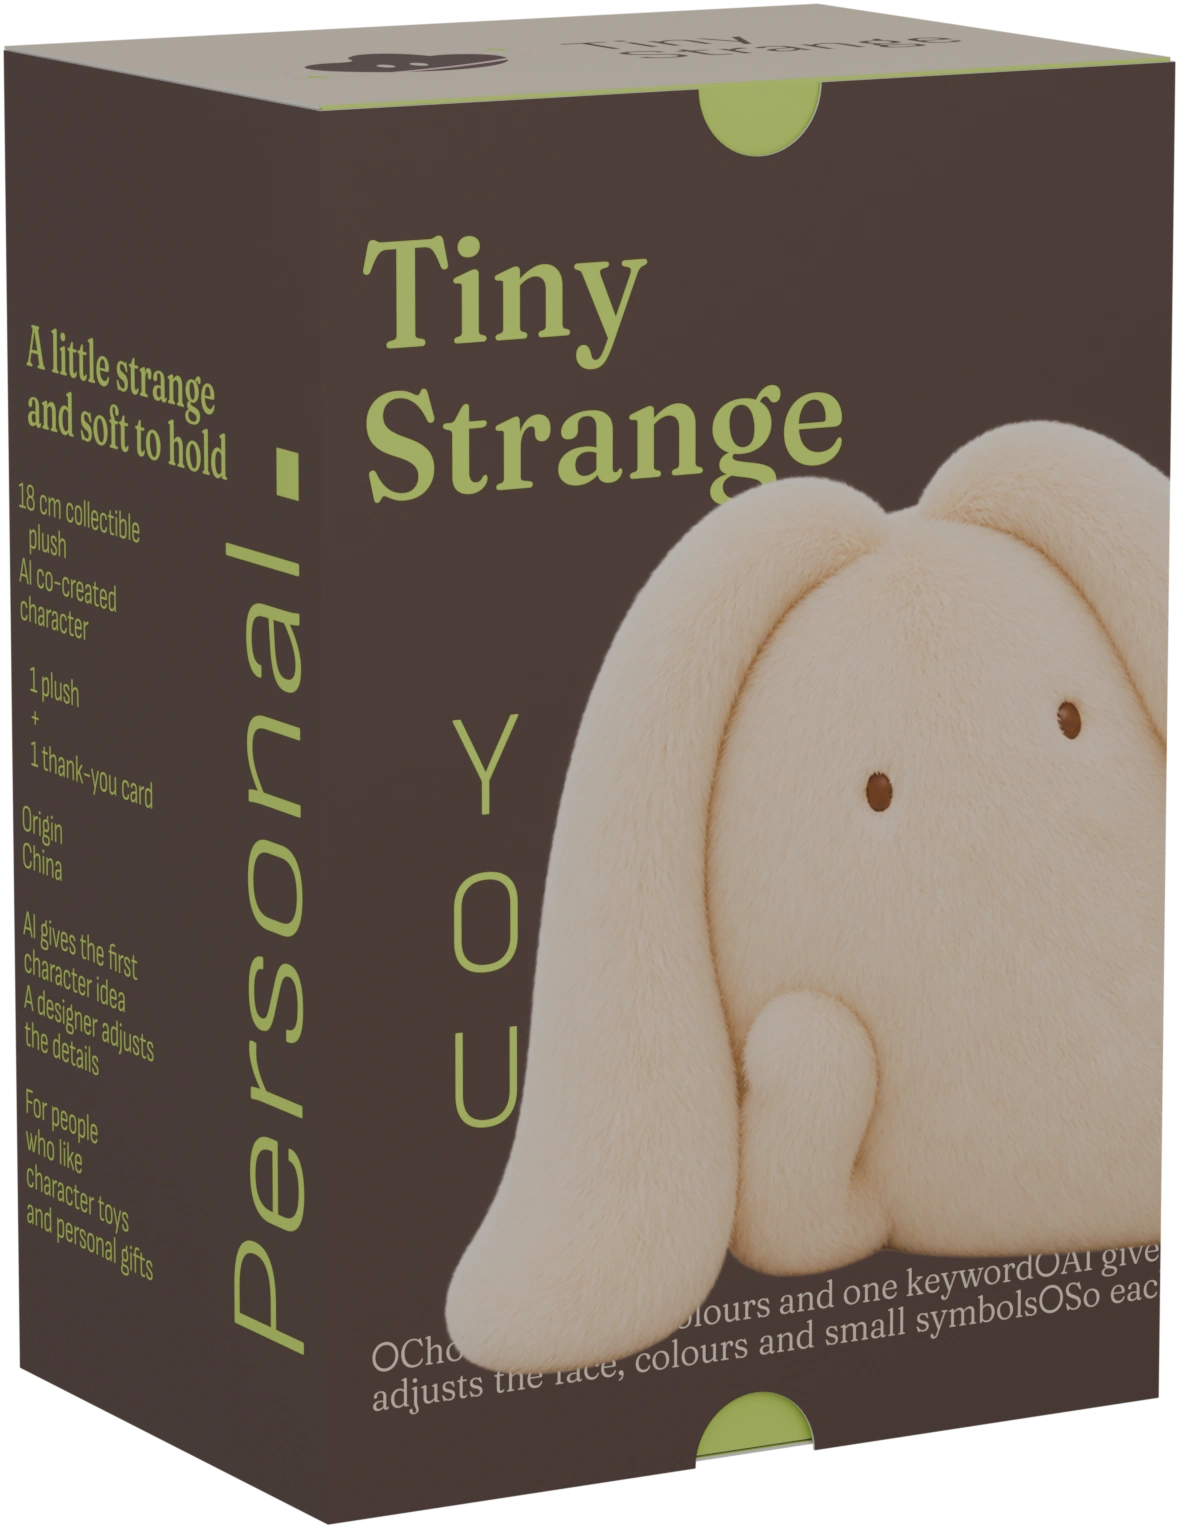 Tiny
Strange
Tiny
Strange
A little strange
and soft to hold
18 cm collectible
plush
AI co-created
character
1 plush
+
1 thank-you card
Origin
China
AI gives the first
character idea
A designer adjusts
the details
For people
who like
character toys
and personal gifts
Personal
YOU
and one keywordOAI give
adjusts the face, colours and small symbolsOSo